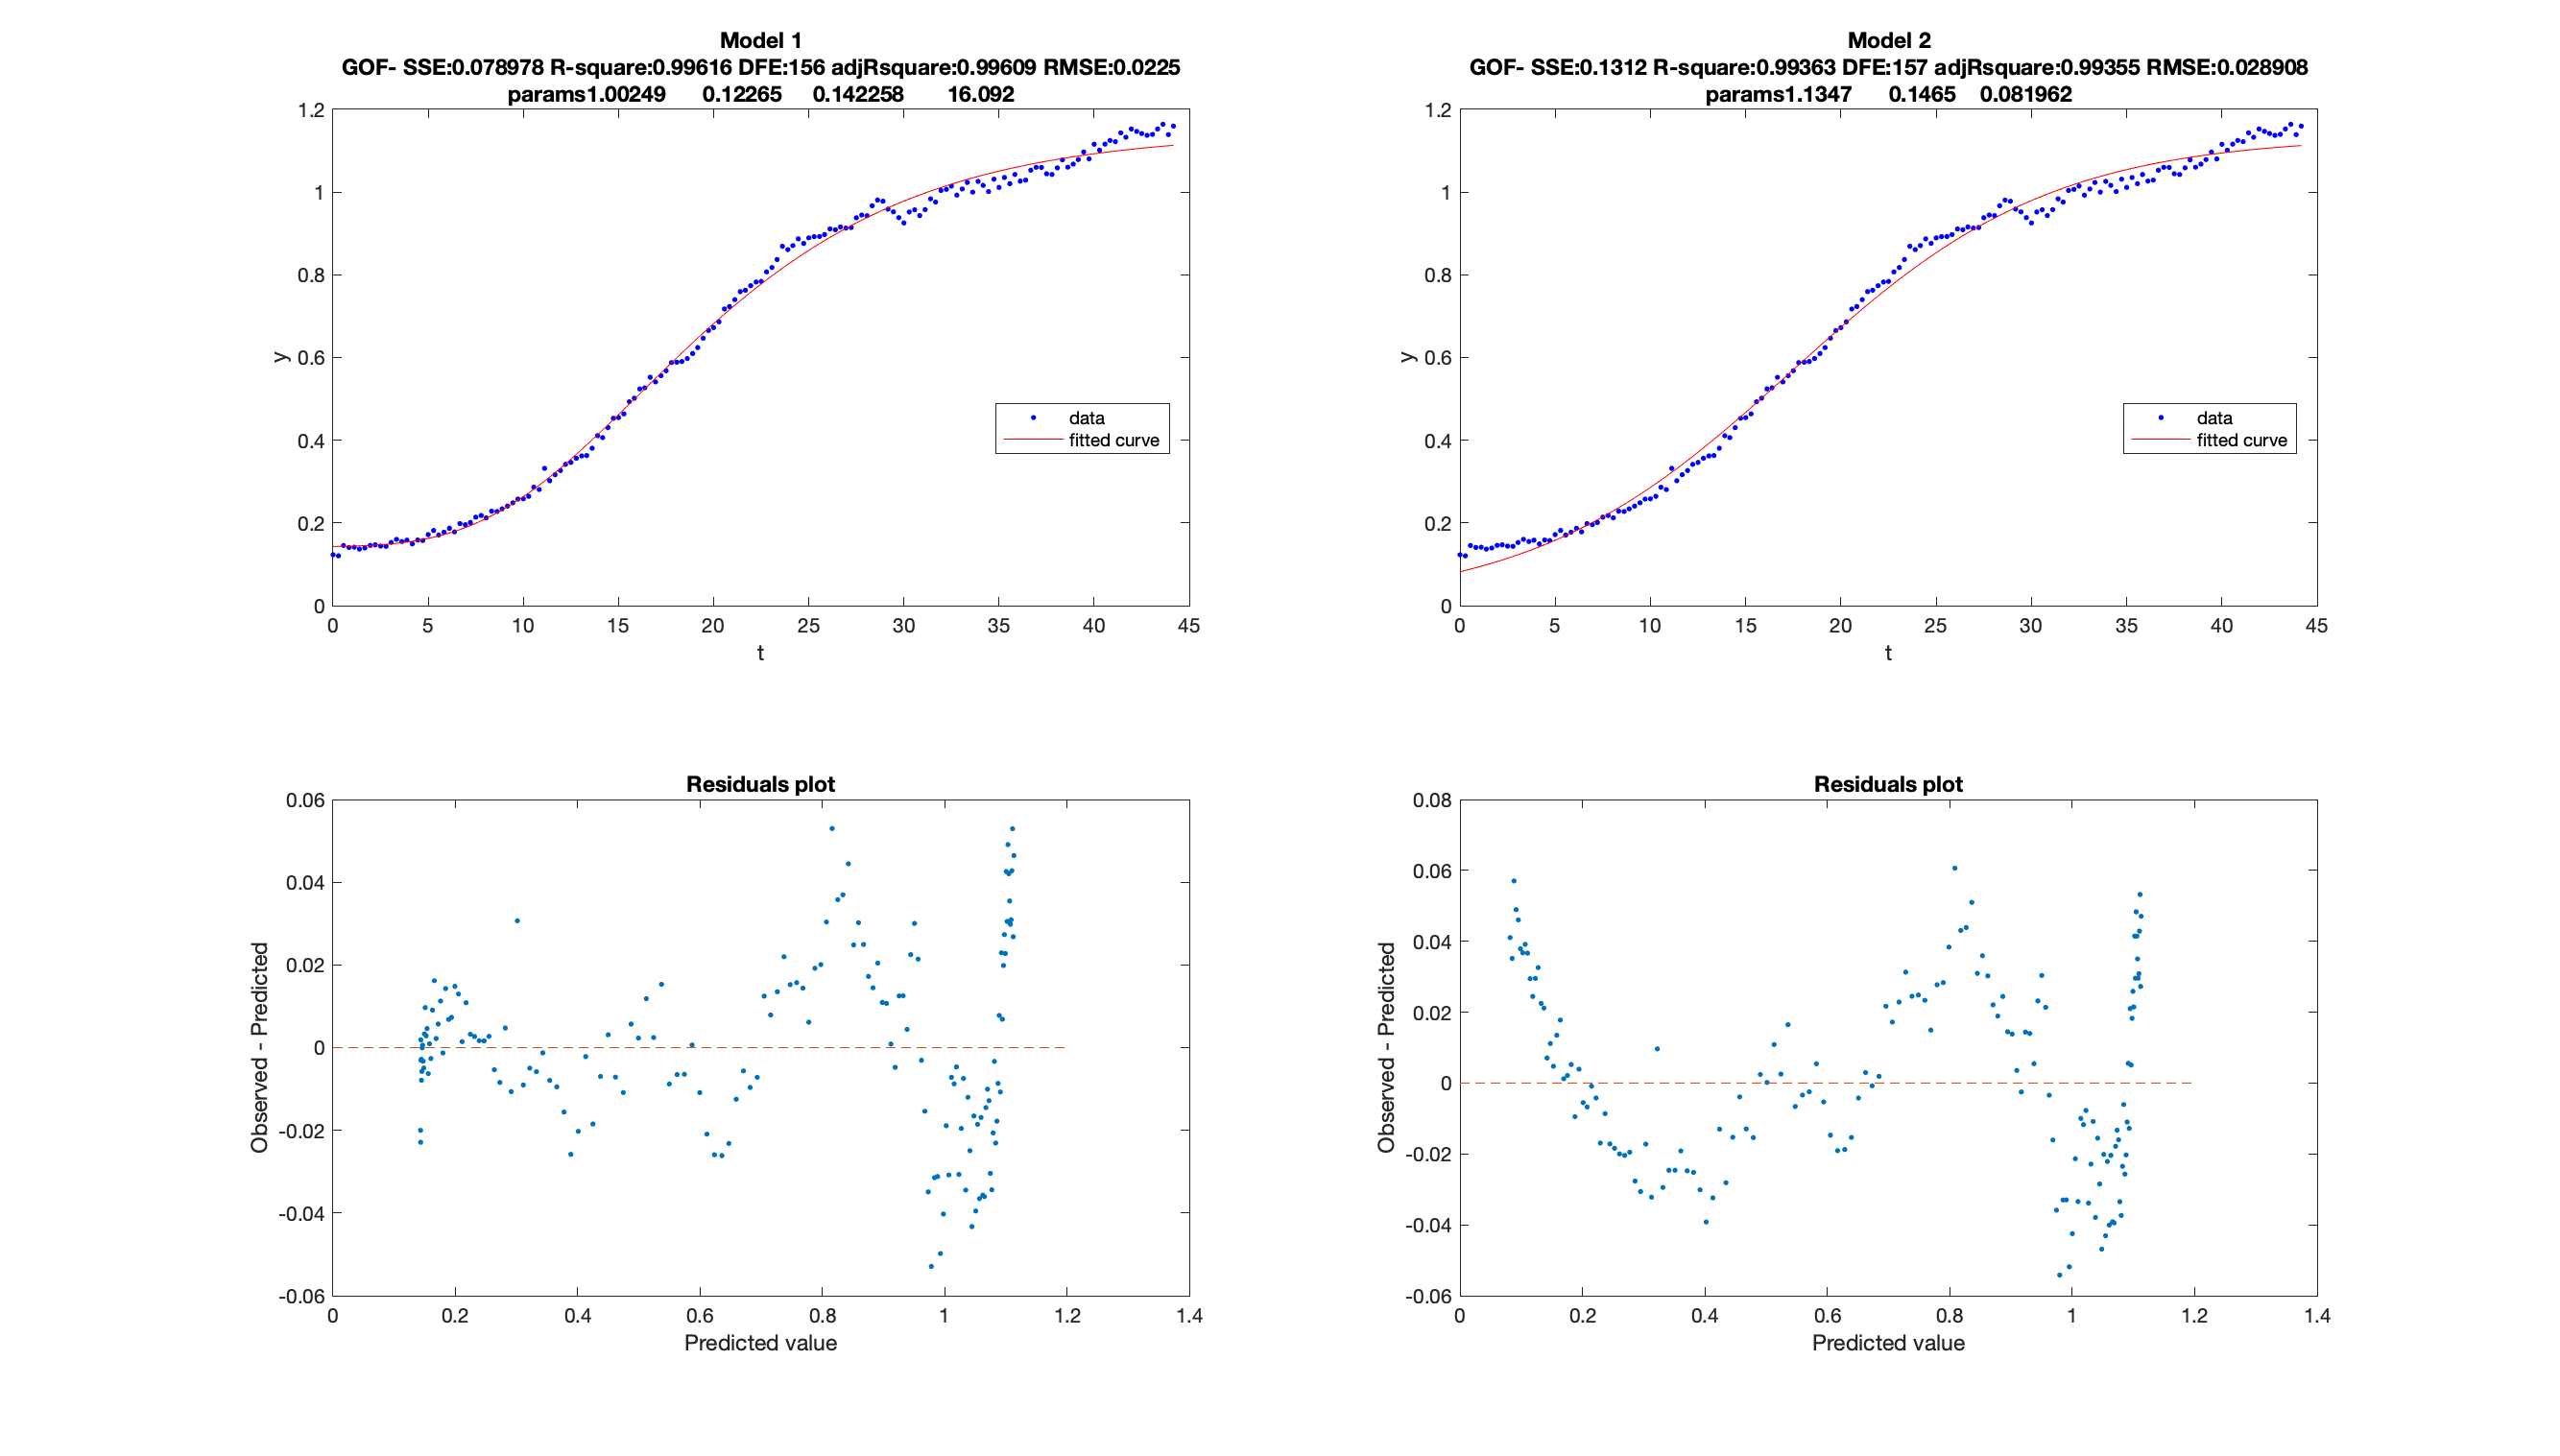 Model 1
GOF- SSE:0.078978 R-square:0.99616 DFE:156 adjRsquare:0.99609 RMSE:0.0225
params1.00249 0.12265 0.142258 16.092
1.2
1
0.8
0.6
0.4
0.2
0
y
data
fitted curve
0 5 10 15 20 25 30 35 40 45
t
Model 2
GOF- SSE:0.1312 R-square:0.99363 DFE:157 adjRsquare:0.99355 RMSE:0.028908
params1.1347 0.1465 0.081962
1.2
1
0.8
0.6
0.4
0.2
0
y
data
fitted curve
0 5 10 15 20 25 30 35 40 45
t
Residuals plot
0.06
0.04
0.02
0
-0.02
-0.04
-0.06
Observed - Predicted
0 0.2 0.4 0.6 0.8 1 1.2 1.4
Predicted value
Residuals plot
0.08
0.06
0.04
0.02
0
-0.02
-0.04
-0.06
Observed - Predicted
0 0.2 0.4 0.6 0.8 1 1.2 1.4
Predicted value